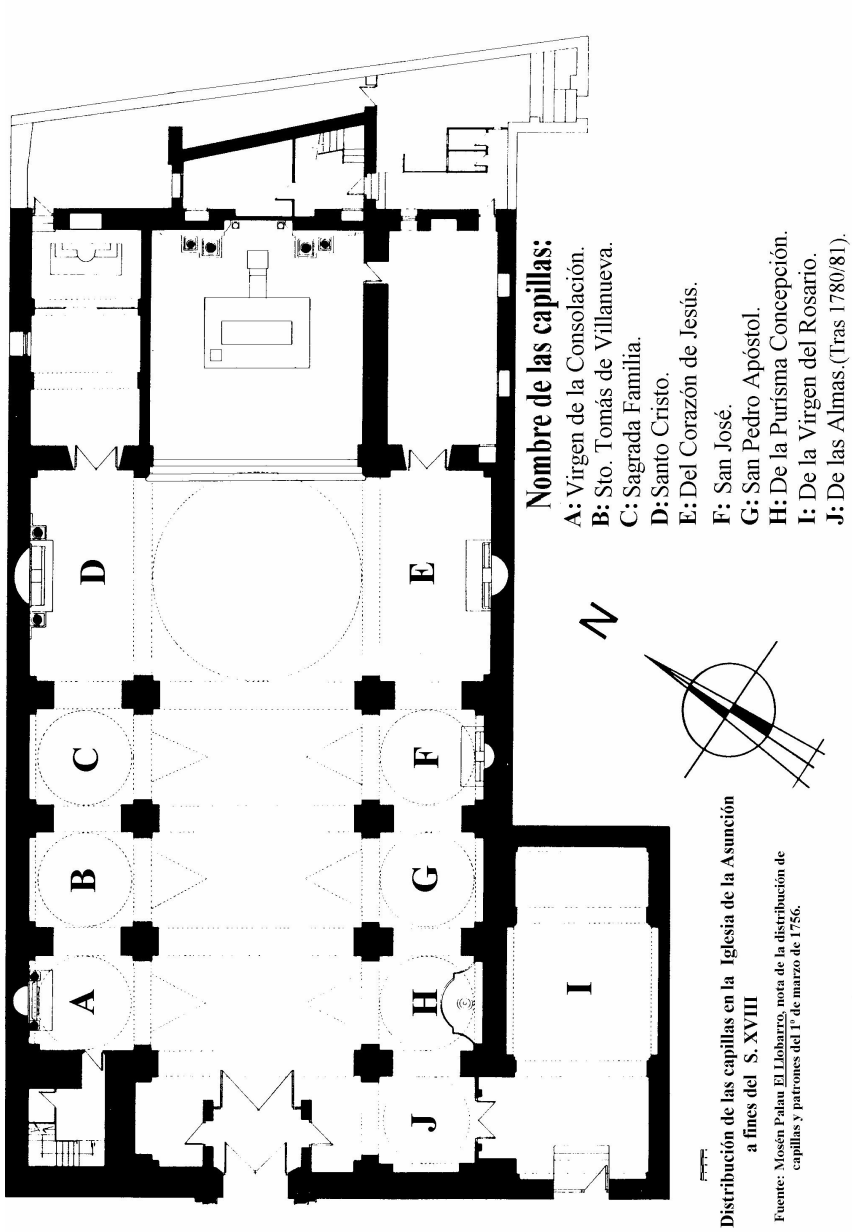 D
E
C
F
B
G
A
H
J
I
N
Nombre de las capillas:
A: Virgen de la Consolación.
B: Sto. Tomás de Villanueva.
C: Sagrada Familia.
D: Santo Cristo.
E: Del Corazón de Jesús.
F: San José.
G: San Pedro Apóstol.
H: De la Purísma Concepción.
I: De la Virgen del Rosario.
J: De las Almas.(Tras 1780/81).
Distribución de las capillas en la Iglesia de la Asunción
a fines del S. XVIII
Fuente: Mosén Palau El Llobarro, nota de la distribución de
capillas y patrones del 1º de marzo de 1756.